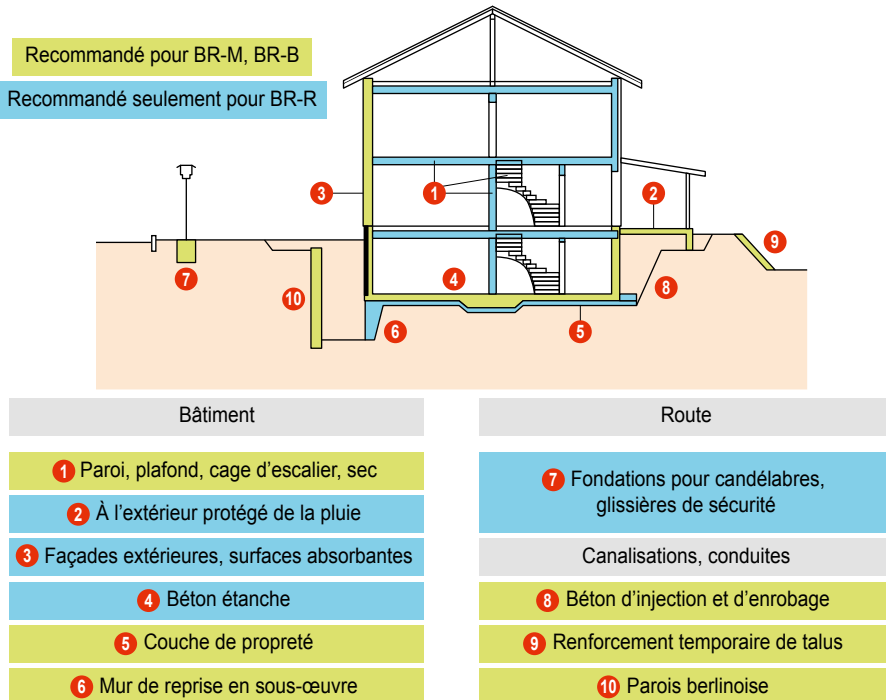 Recommandé pour BR-M, BR-B
Recommandé seulement pour BR-R
3
1
2
9
7
10
4
8
6
5
Bâtiment
1 Paroi, plafond, cage d'escalier, sec
2 À l'extérieur protégé de la pluie
3 Façades extérieures, surfaces absorbantes
4 Béton étanche
5 Couche de propreté
6 Mur de reprise en sous-œuvre
Route
7 Fondations pour candélabres,
glissières de sécurité
Canalisations, conduites
8 Béton d'injection et d'enrobage
9 Renforcement temporaire de talus
10 Parois berlinoise